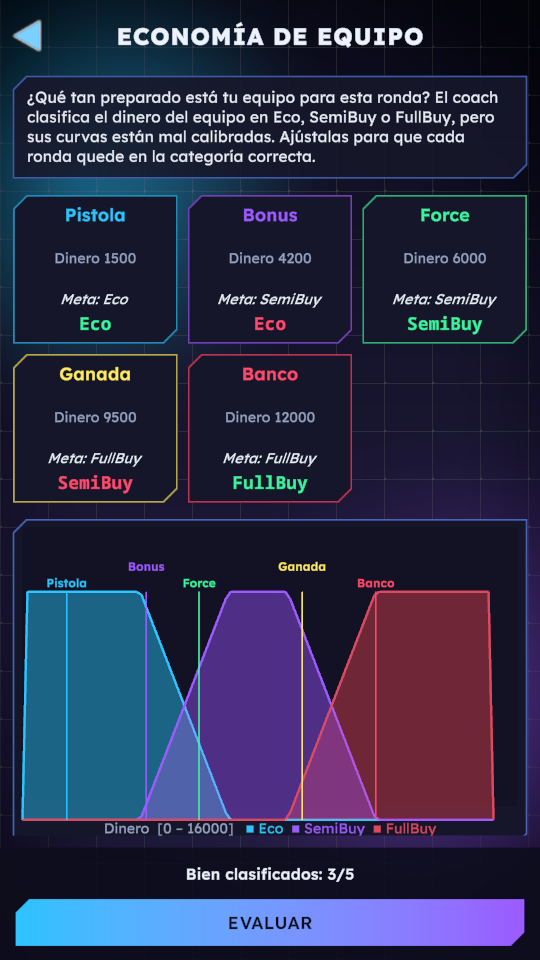 ECONOMÍA DE EQUIPO
¿Qué tan preparado está tu equipo para esta ronda? El coach
clasifica el dinero del equipo en Eco, SemiBuy o FullBuy, pero
sus curvas están mal calibradas. Ajústalas para que cada
ronda quede en la categoría correcta.
Pistola
Dinero 1500
Meta: Eco
Eco
Bonus
Dinero 4200
Meta: SemiBuy
Eco
Force
Dinero 6000
Meta: SemiBuy
SemiBuy
Ganada
Dinero 9500
Meta: FullBuy
SemiBuy
Banco
Dinero 12000
Meta: FullBuy
FullBuy
Bonus Ganada
Pistola Force Banco
Dinero [0 – 16000] Eco SemiBuy FullBuy
Bien clasificados: 3/5
EVALUAR